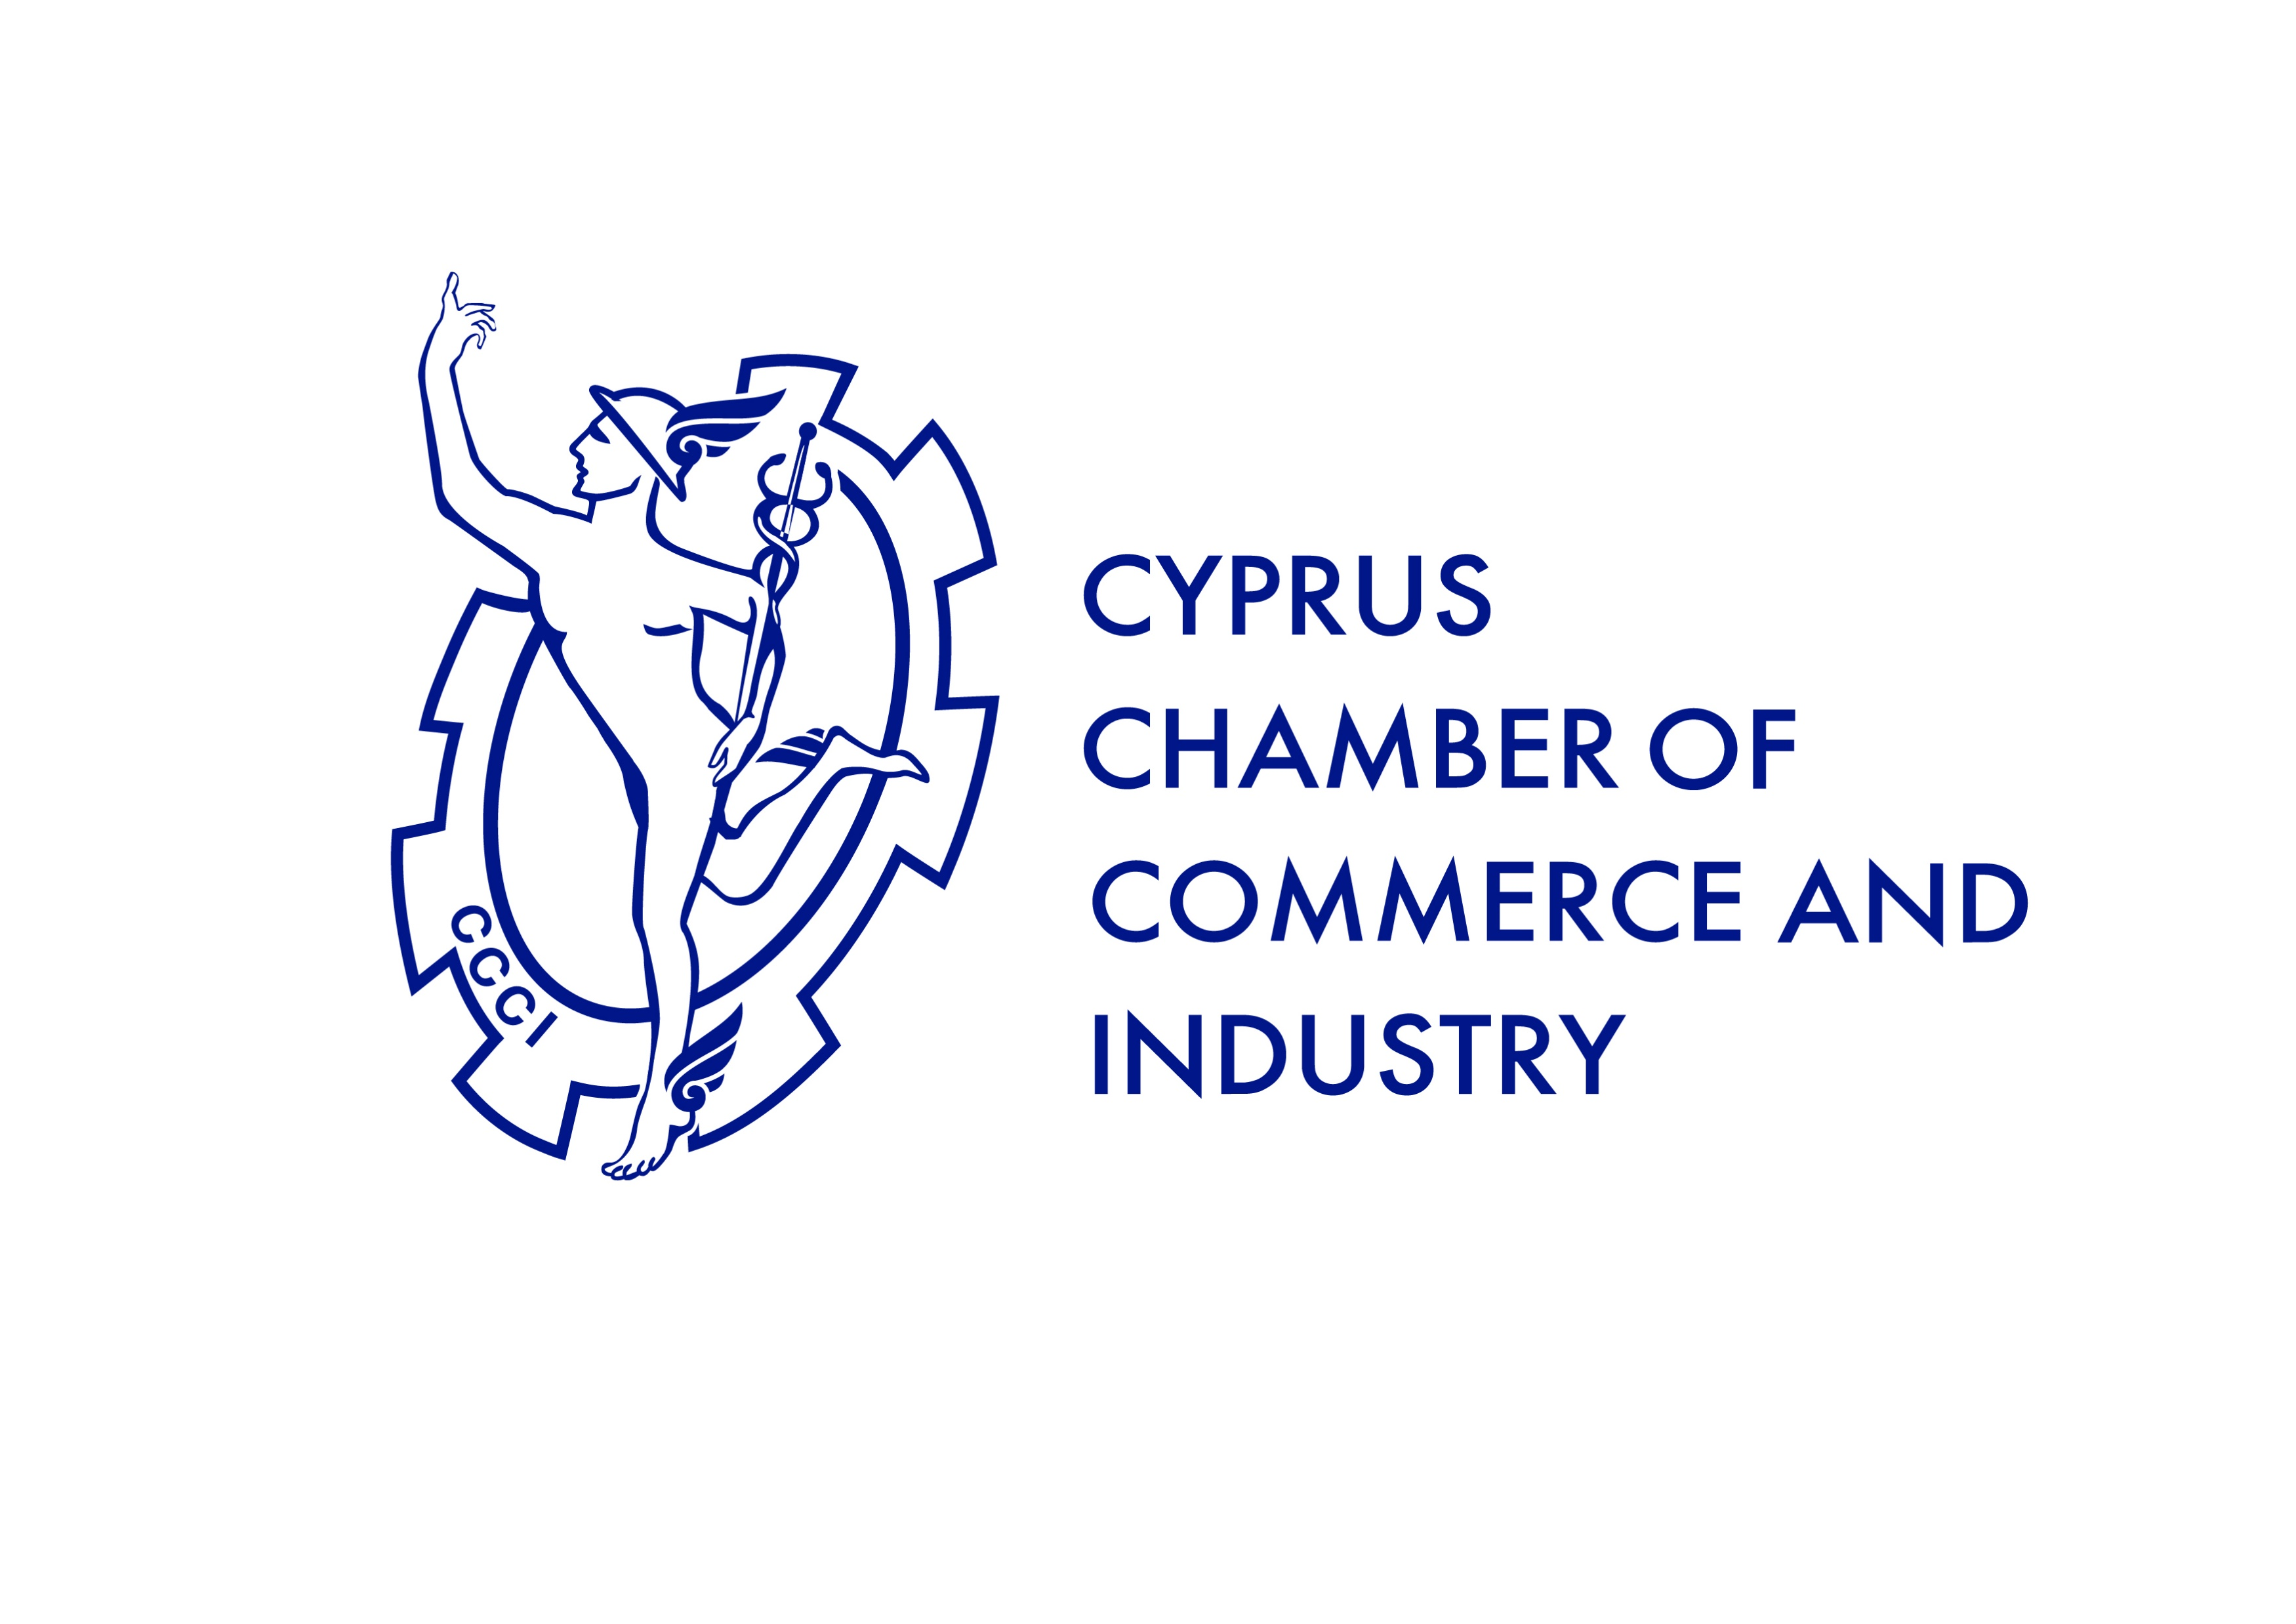 CYPRUS
CHAMBER OF
COMMERCE AND
INDUSTRY
CCCI